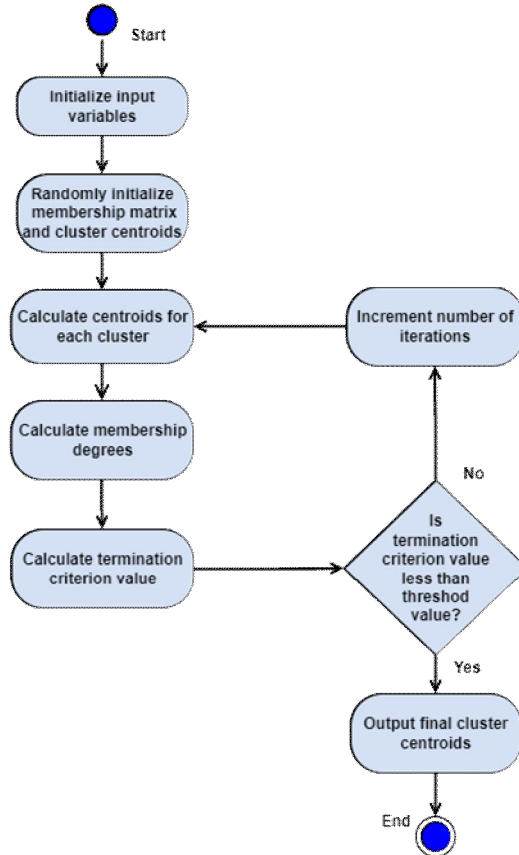 Start
Initialize input
variables
Randomly initialize
membership matrix
and cluster centroids
Calculate centroids for
each cluster
Increment number of
iterations
Calculate membership
degrees
No
Calculate termination
criterion value
Is
termination
criterion value
less than
threshod
value?
Yes
Output final cluster
centroids
End